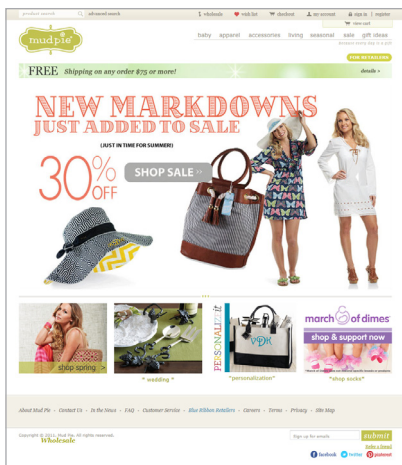 product search
advanced search
wholesale
wish list
checkout
my account
sign in | register
view cart
mudpie
baby apparel accessories living seasonal sale gift ideas
FOR RETAILERS
FREE Shipping on any order $75 or more!
details >
NEW MARKDOWNS
JUST ADDED TO SALE
(JUST IN TIME FOR SUMMER!)
30% OFF
SHOP SALE >>
shop spring >
* wedding *
PERSONALIZE it
VDK
*personalization*
march of dimes
shop & support now
*shop socks*
About Mud Pie - Contact Us - In the News - FAQ - Customer Service - Blue Ribbon Retailers - Careers - Terms - Privacy - Site Map
Copyright © 2011. Mud Pie. All rights reserved.
Wholesale
Sign up for emails
submit
Refer a friend
facebook
twitter
pinterest